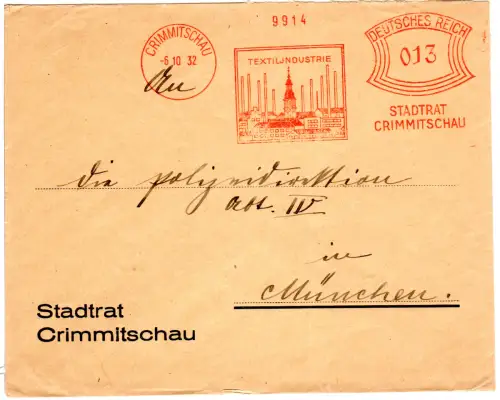 9914
CRIMMITSCHAU
-6.10 32
TEXTILINDUSTRIE
DEUTSCHES REICH
013
STADTRAT
CRIMMITSCHAU
An
die Polizeidirektion
Abt. IV
in
München.
Stadtrat
Crimmitschau